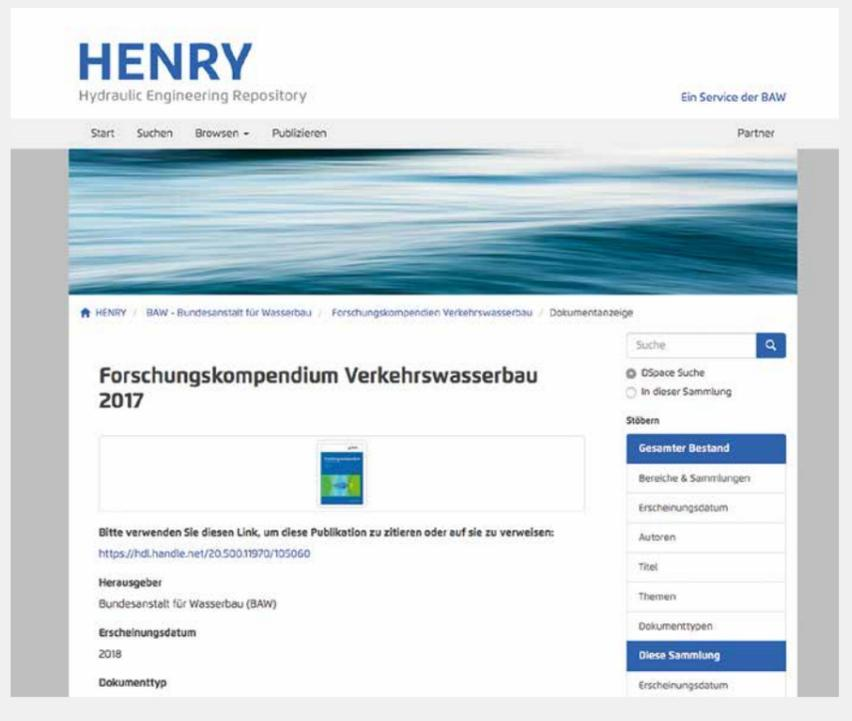 HENRY
Hydraulic Engineering Repository
Ein Service der BAW
Start Suchen Browsen Publizieren Partner
HENRY / BAW - Bundesanstalt für Wasserbau / Forschungskompendien Verkehrswasserbau / Dokumentanzeige
Suche
DSpace Suche
In dieser Sammlung
Forschungskompendium Verkehrswasserbau
2017
Bitte verwenden Sie diesen Link, um diese Publikation zu zitieren oder auf sie zu verweisen:
https://hdl.handle.net/20.500.11970/105060
Herausgeber
Bundesanstalt für Wasserbau (BAW)
Erscheinungsdatum
2018
Dokumenttyp
Stöbern
Gesamter Bestand
Bereiche & Sammlungen
Erscheinungsdatum
Autoren
Titel
Themen
Dokumenttypen
Diese Sammlung
Erscheinungsdatum